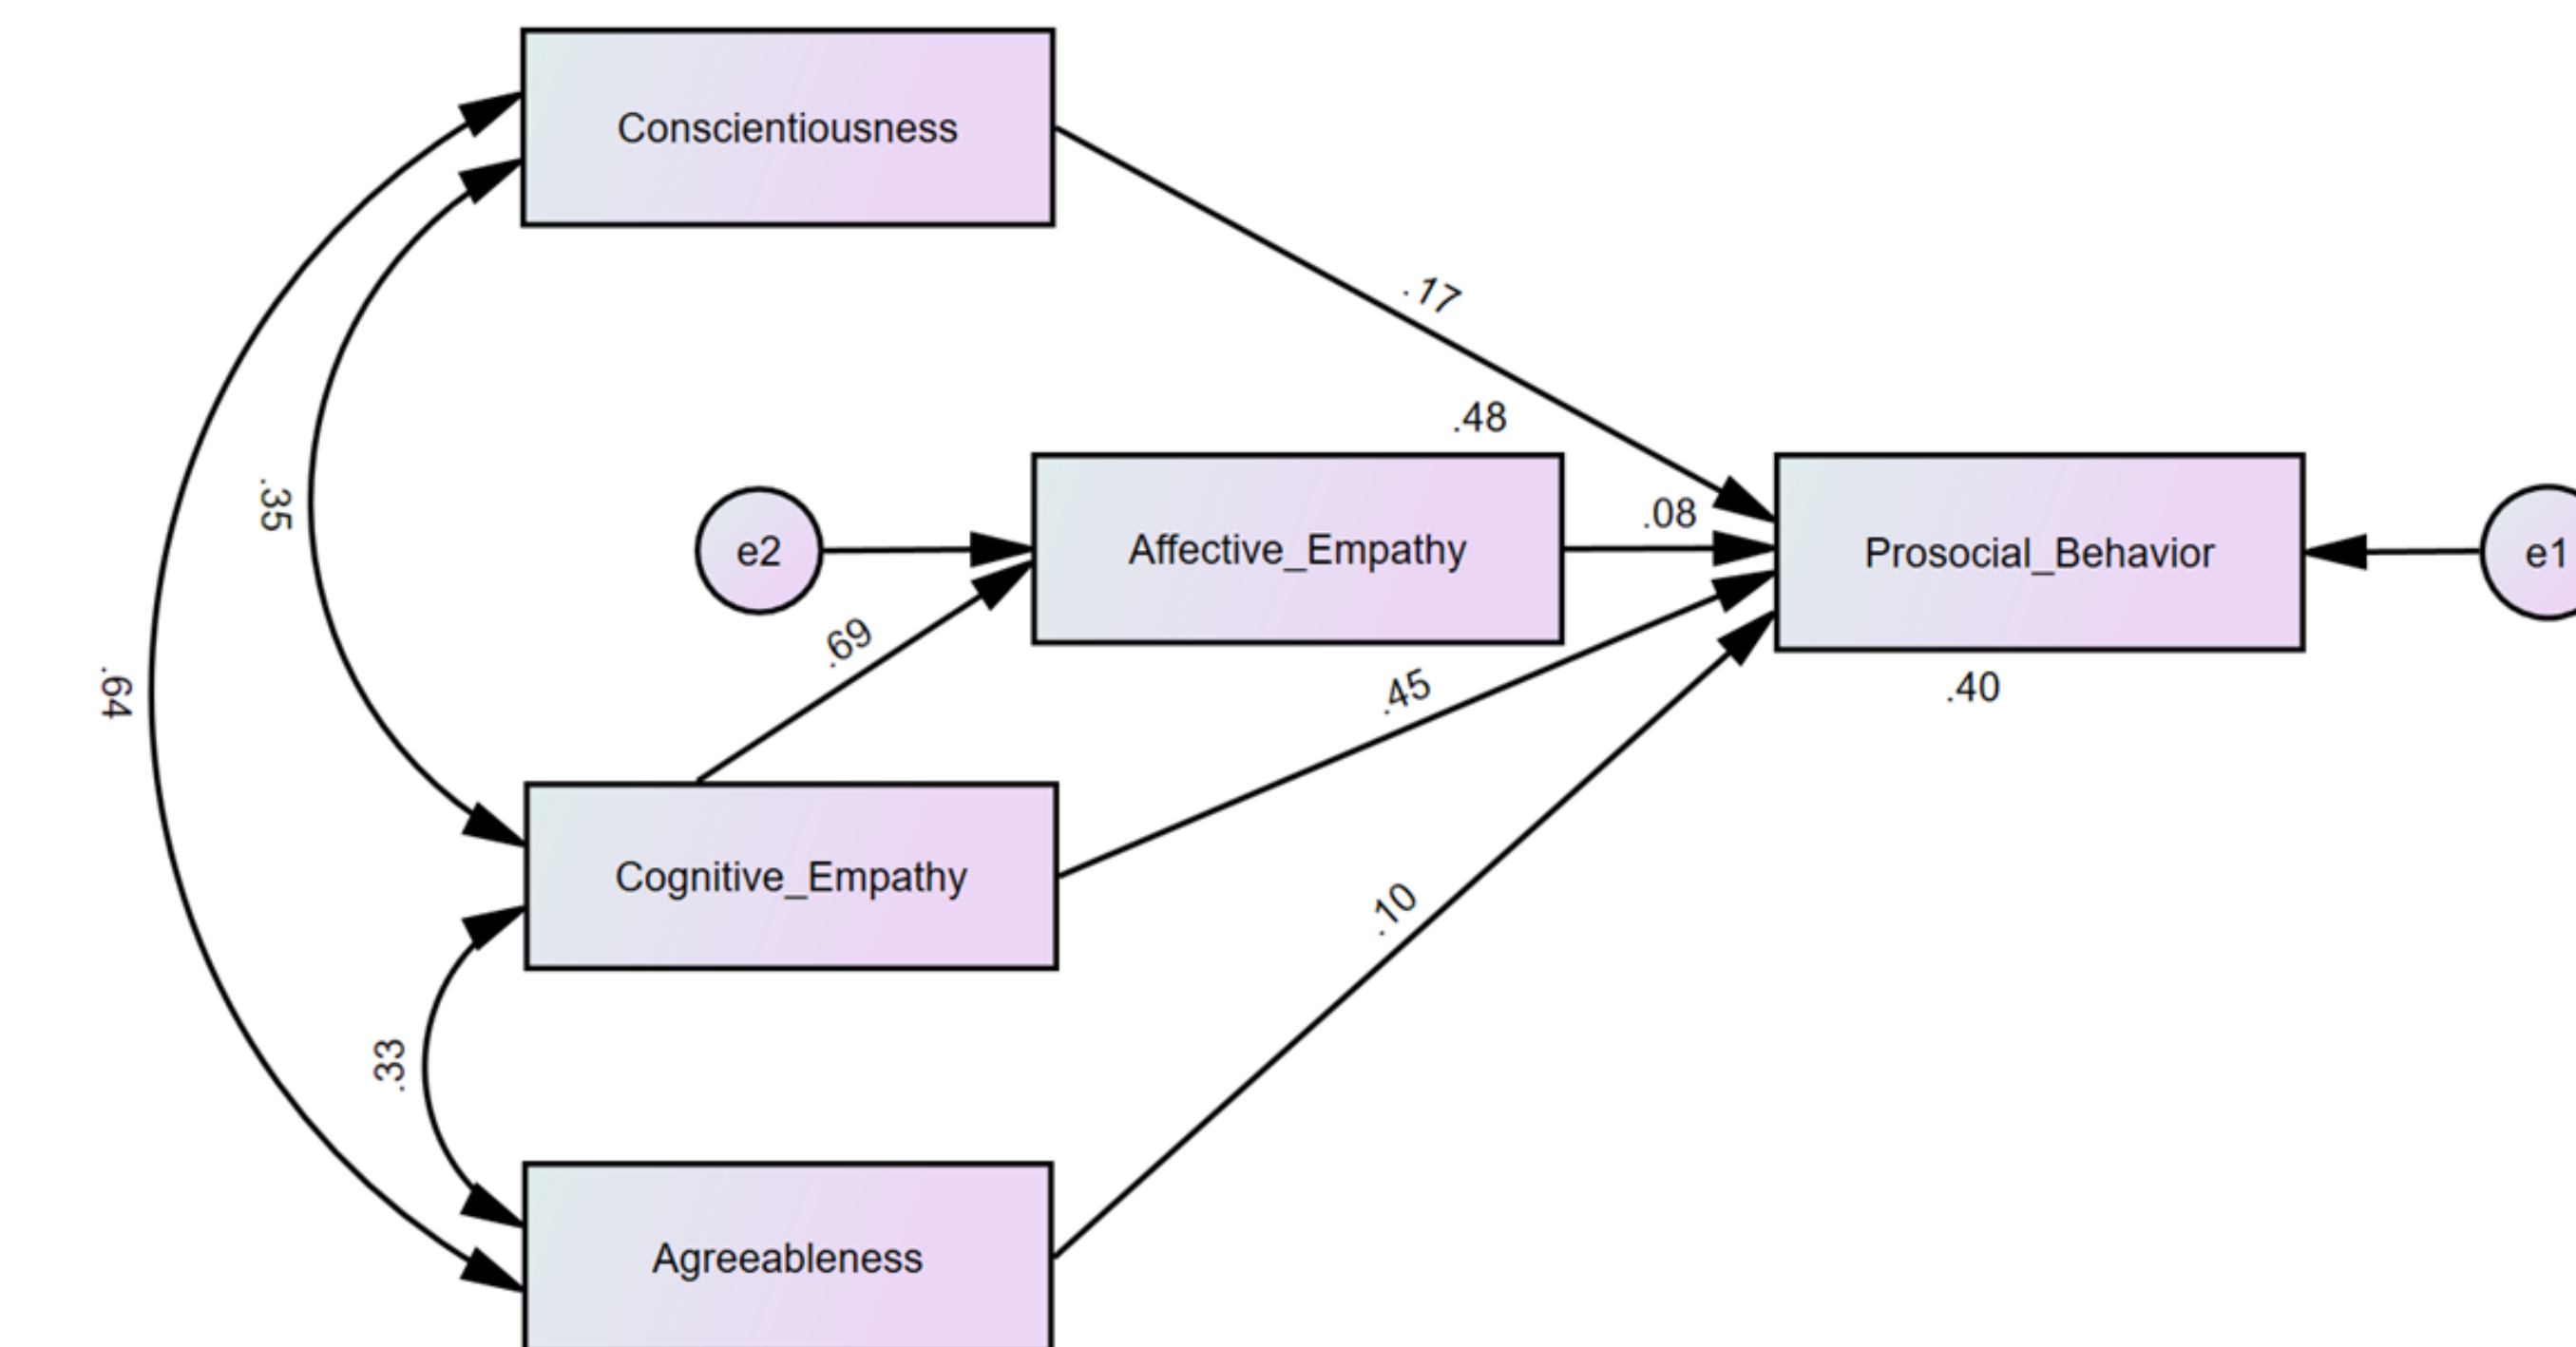 Conscientiousness
.17
.48
.35
e2
Affective_Empathy
.08
Prosocial_Behavior
e1
.69
.64
.45
.40
Cognitive_Empathy
.10
.33
Agreeableness